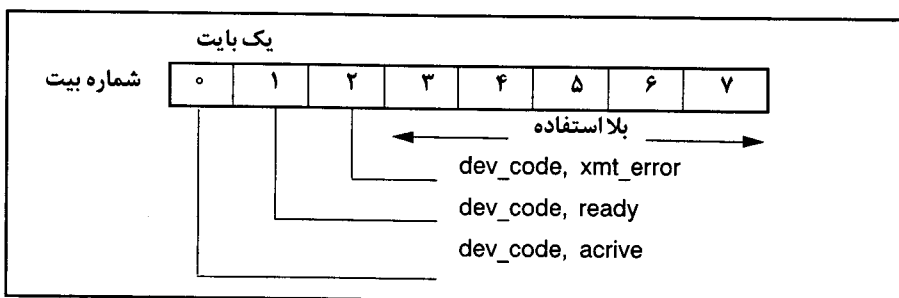 یک بایت
شماره بیت ۰ ۱ ۲ ۳ ۴ ۵ ۶ ۷
بلا استفاده
dev_code, xmt_error
dev_code, ready
dev_code, acrive